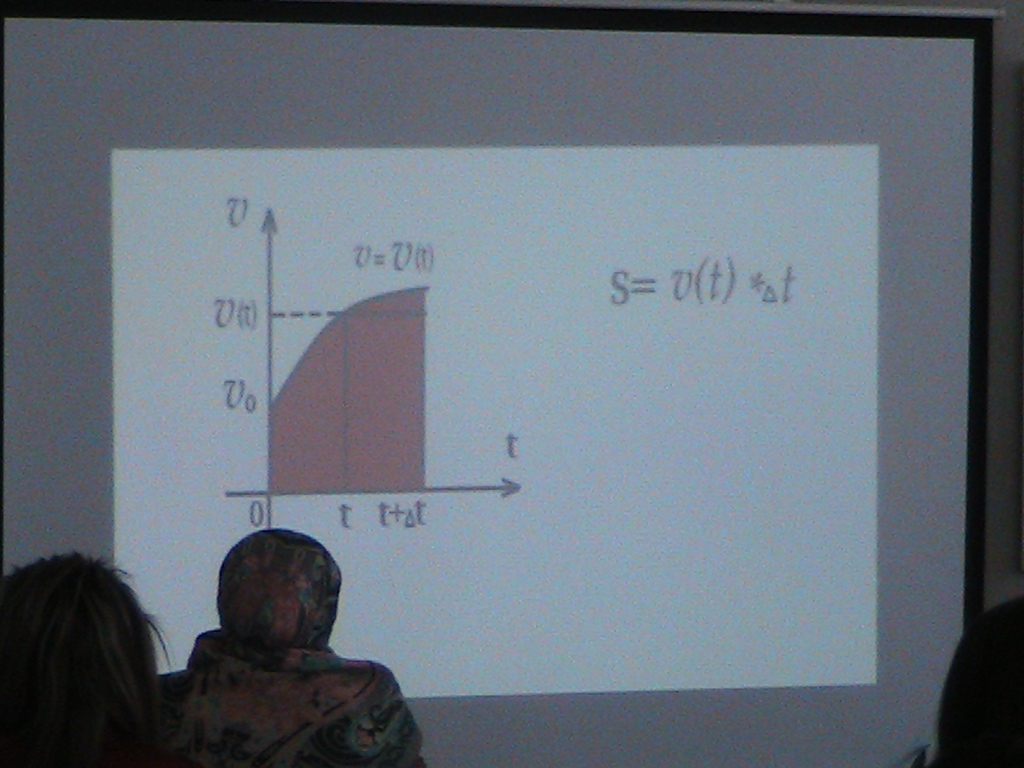 v
v = v(t)
v(t)
s= v(t) *Δt
v₀
t
0 t t+Δt